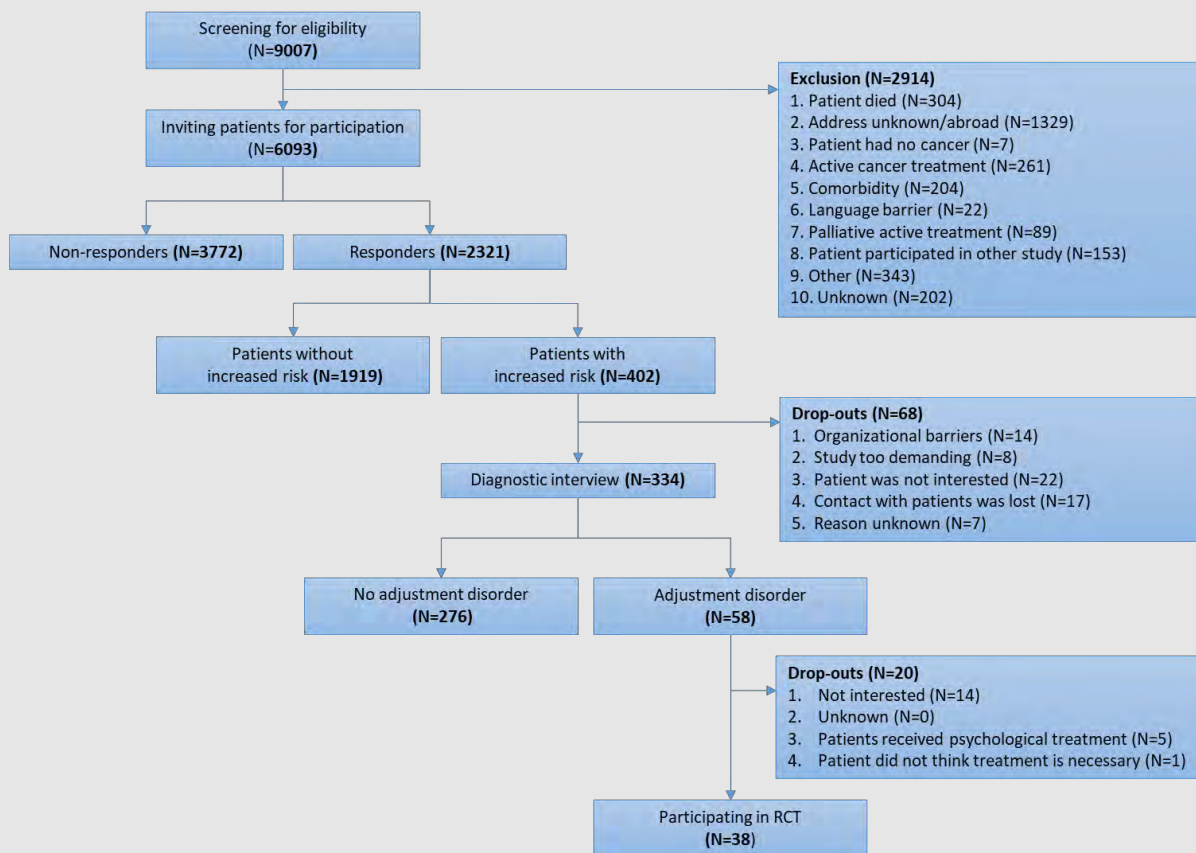 Screening for eligibility
(N=9007)
Exclusion (N=2914)
1. Patient died (N=304)
2. Address unknown/abroad (N=1329)
3. Patient had no cancer (N=7)
4. Active cancer treatment (N=261)
5. Comorbidity (N=204)
6. Language barrier (N=22)
7. Palliative active treatment (N=89)
8. Patient participated in other study (N=153)
9. Other (N=343)
10. Unknown (N=202)
Inviting patients for participation
(N=6093)
Non-responders (N=3772)
Responders (N=2321)
Patients without
increased risk (N=1919)
Patients with
increased risk (N=402)
Drop-outs (N=68)
1. Organizational barriers (N=14)
2. Study too demanding (N=8)
3. Patient was not interested (N=22)
4. Contact with patients was lost (N=17)
5. Reason unknown (N=7)
Diagnostic interview (N=334)
No adjustment disorder
(N=276)
Adjustment disorder
(N=58)
Drop-outs (N=20)
1. Not interested (N=14)
2. Unknown (N=0)
3. Patients received psychological treatment (N=5)
4. Patient did not think treatment is necessary (N=1)
Participating in RCT
(N=38)